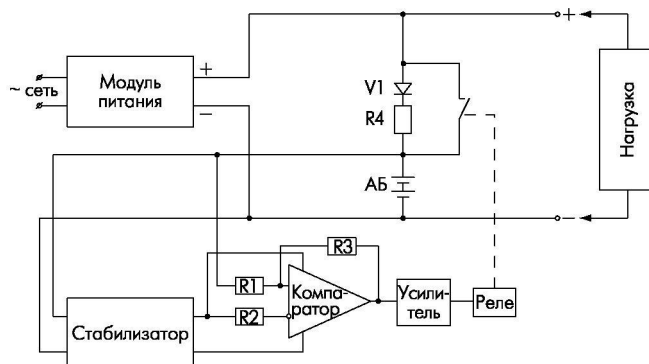 +
~ сеть
Модуль
питания
+
−
V1
R4
Нагрузка
АБ
−
R3
R1
R2
Компа-
ратор
Стабилизатор
Усили-
тель
Реле